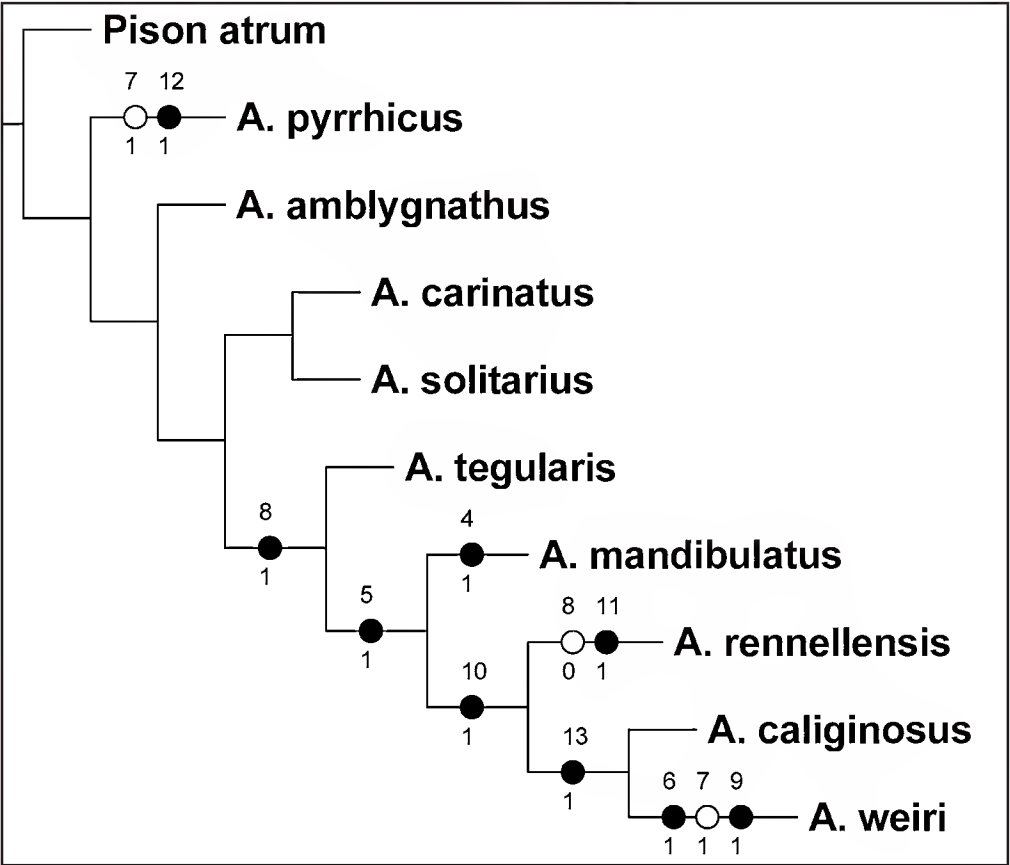 Pison atrum
7 12
A. pyrrhicus
1 1
A. amblygnathus
A. carinatus
A. solitarius
A. tegularis
8
1
4
A. mandibulatus
1
5
1
8 11
A. rennellensis
0 1
10
1
13
A. caliginosus
1
6 7 9
A. weiri
1 1 1